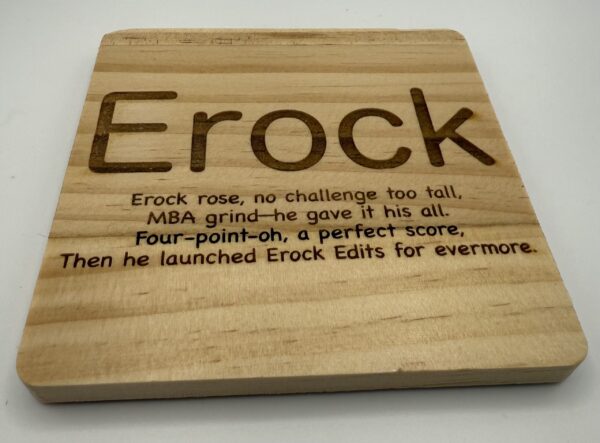 Erock
Erock rose, no challenge too tall,
MBA grind—he gave it his all.
Four-point-oh, a perfect score,
Then he launched Erock Edits for evermore.